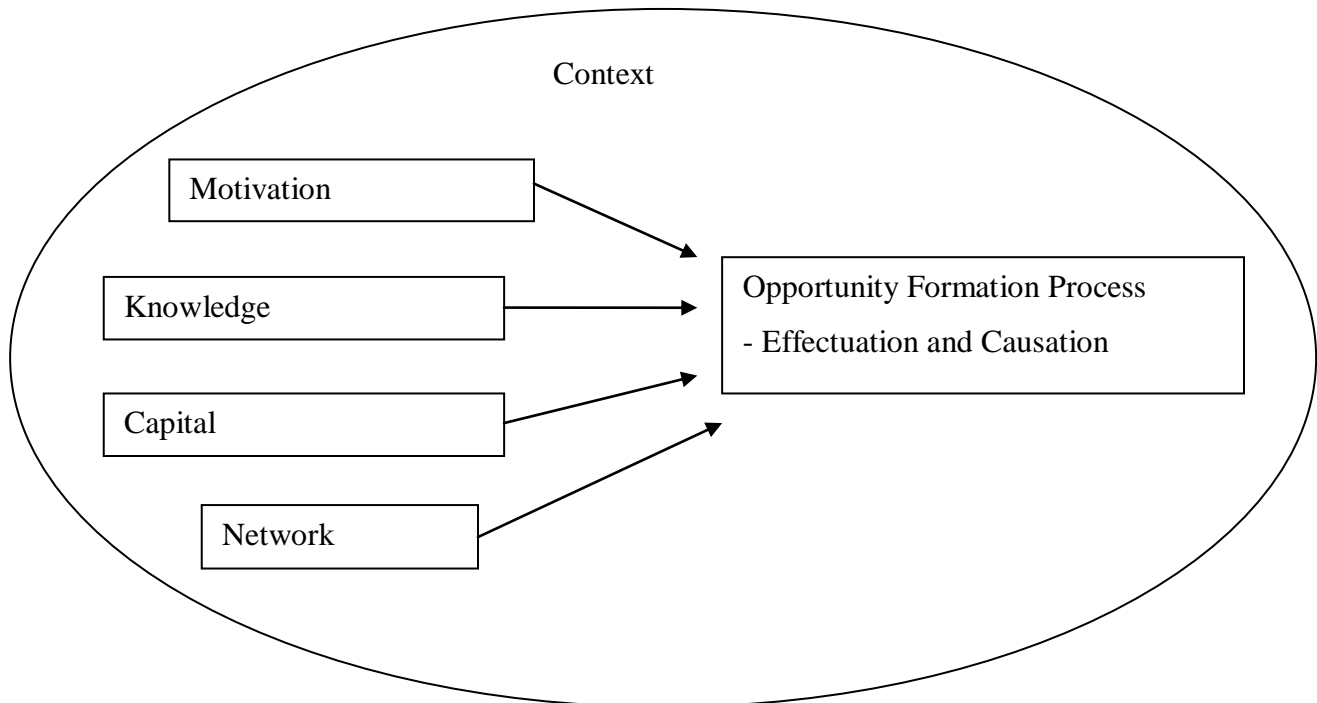 Context
Motivation
Knowledge
Capital
Network
Opportunity Formation Process
- Effectuation and Causation